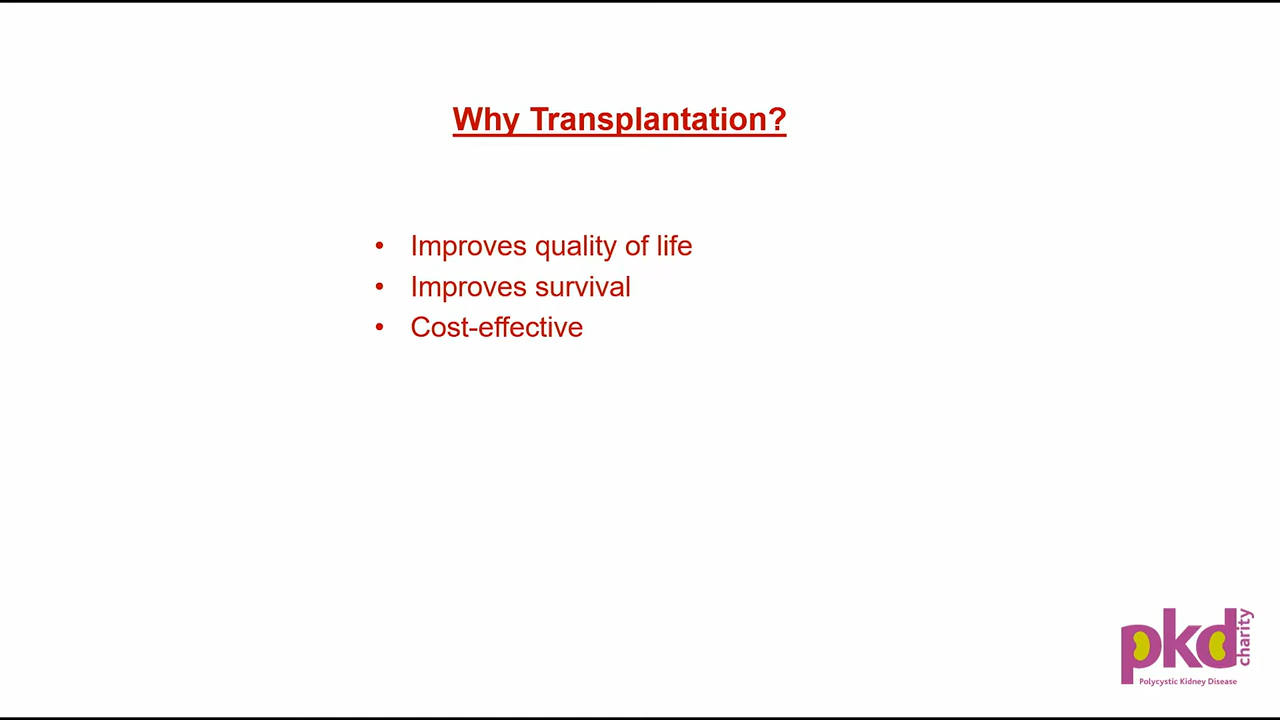 Why Transplantation?
• Improves quality of life
• Improves survival
• Cost-effective
pkd
charity
Polycystic Kidney Disease